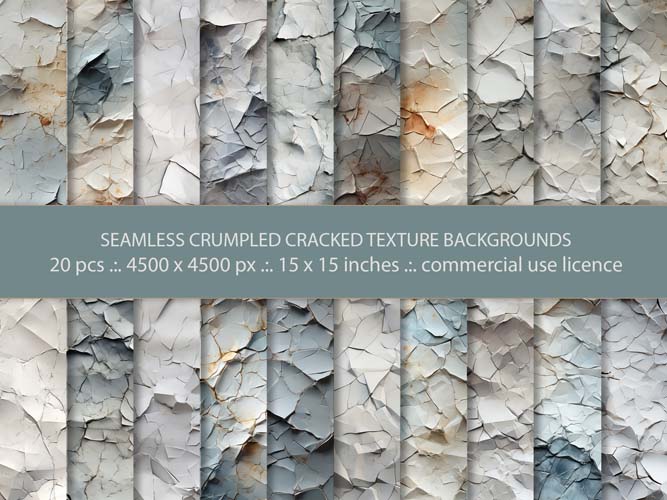 SEAMLESS CRUMPLED CRACKED TEXTURE BACKGROUNDS
20 pcs .:. 4500 x 4500 px .:. 15 x 15 inches .:. commercial use licence